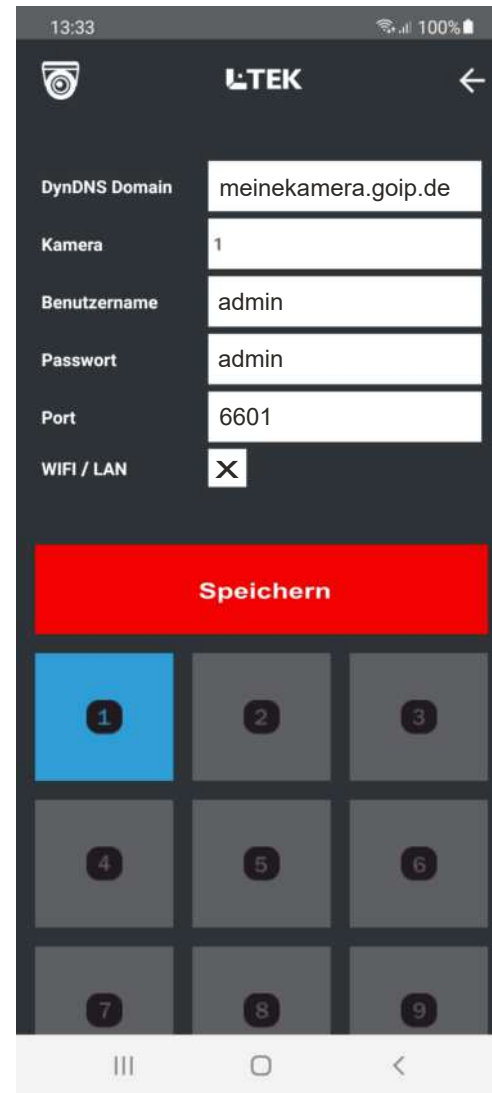 13:33 100%
L:TEK
DynDNS Domain meinekamera.goip.de
Kamera 1
Benutzername admin
Passwort admin
Port 6601
WIFI / LAN X
Speichern
1 2 3
4 5 6
7 8 9